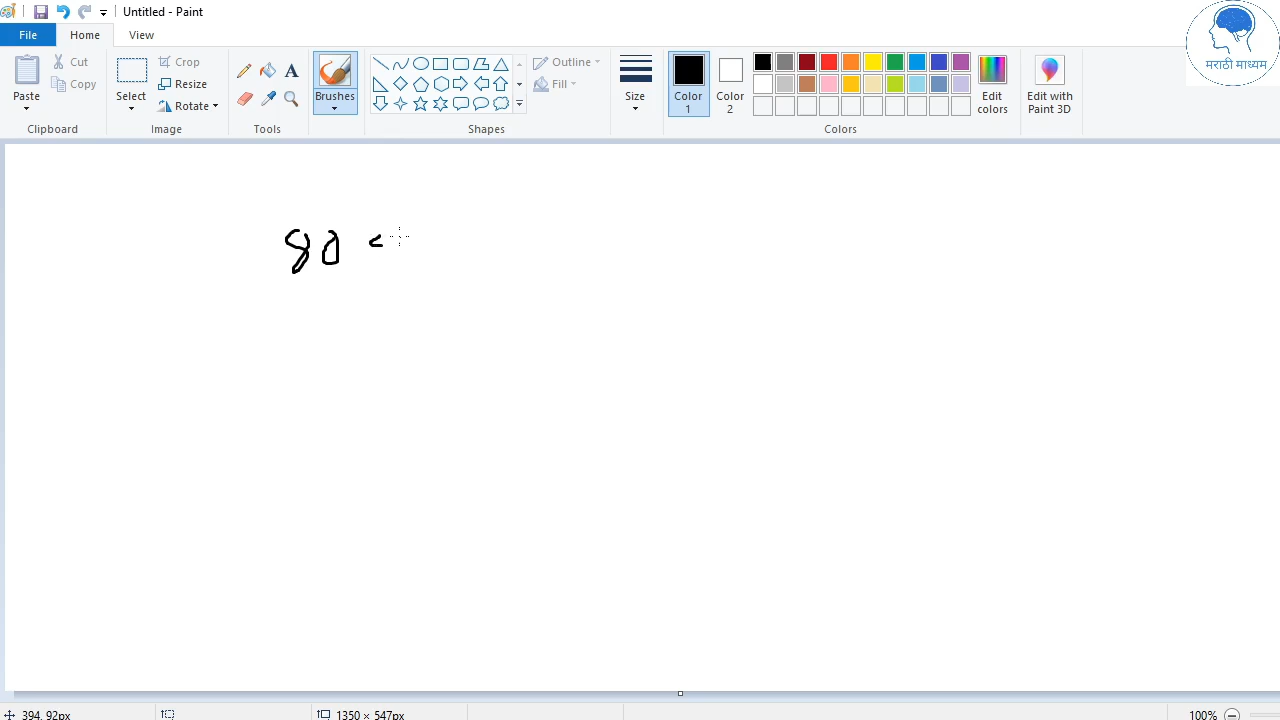 Untitled - Paint
File Home View
Paste Cut Copy Clipboard
Select Crop Resize Rotate Image
Tools
Brushes
Shapes
Outline Fill
Size
Color 1 Color 2
Colors
Edit colors
Edit with Paint 3D
मराठी माध्यम
80
394, 92px 1350 × 547px 100%